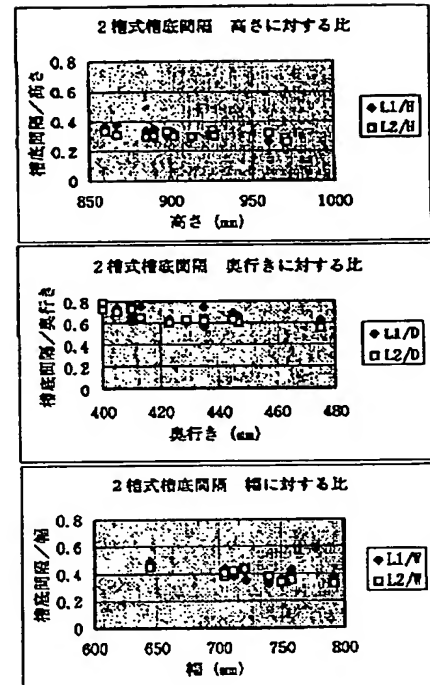 2槽式槽底間隔 高さに対する比
槽底間隔/高さ
0.8
0.6
0.4
0.2
0
850 900 950 1000
高さ (mm)
L1/H
L2/H
2槽式槽底間隔 奥行きに対する比
槽底間隔/奥行き
0.8
0.6
0.4
0.2
0
400 420 440 460 480
奥行き (mm)
L1/D
L2/D
2槽式槽底間隔 幅に対する比
槽底間隔/幅
0.8
0.6
0.4
0.2
0
600 650 700 750 800
幅 (mm)
L1/W
L2/W